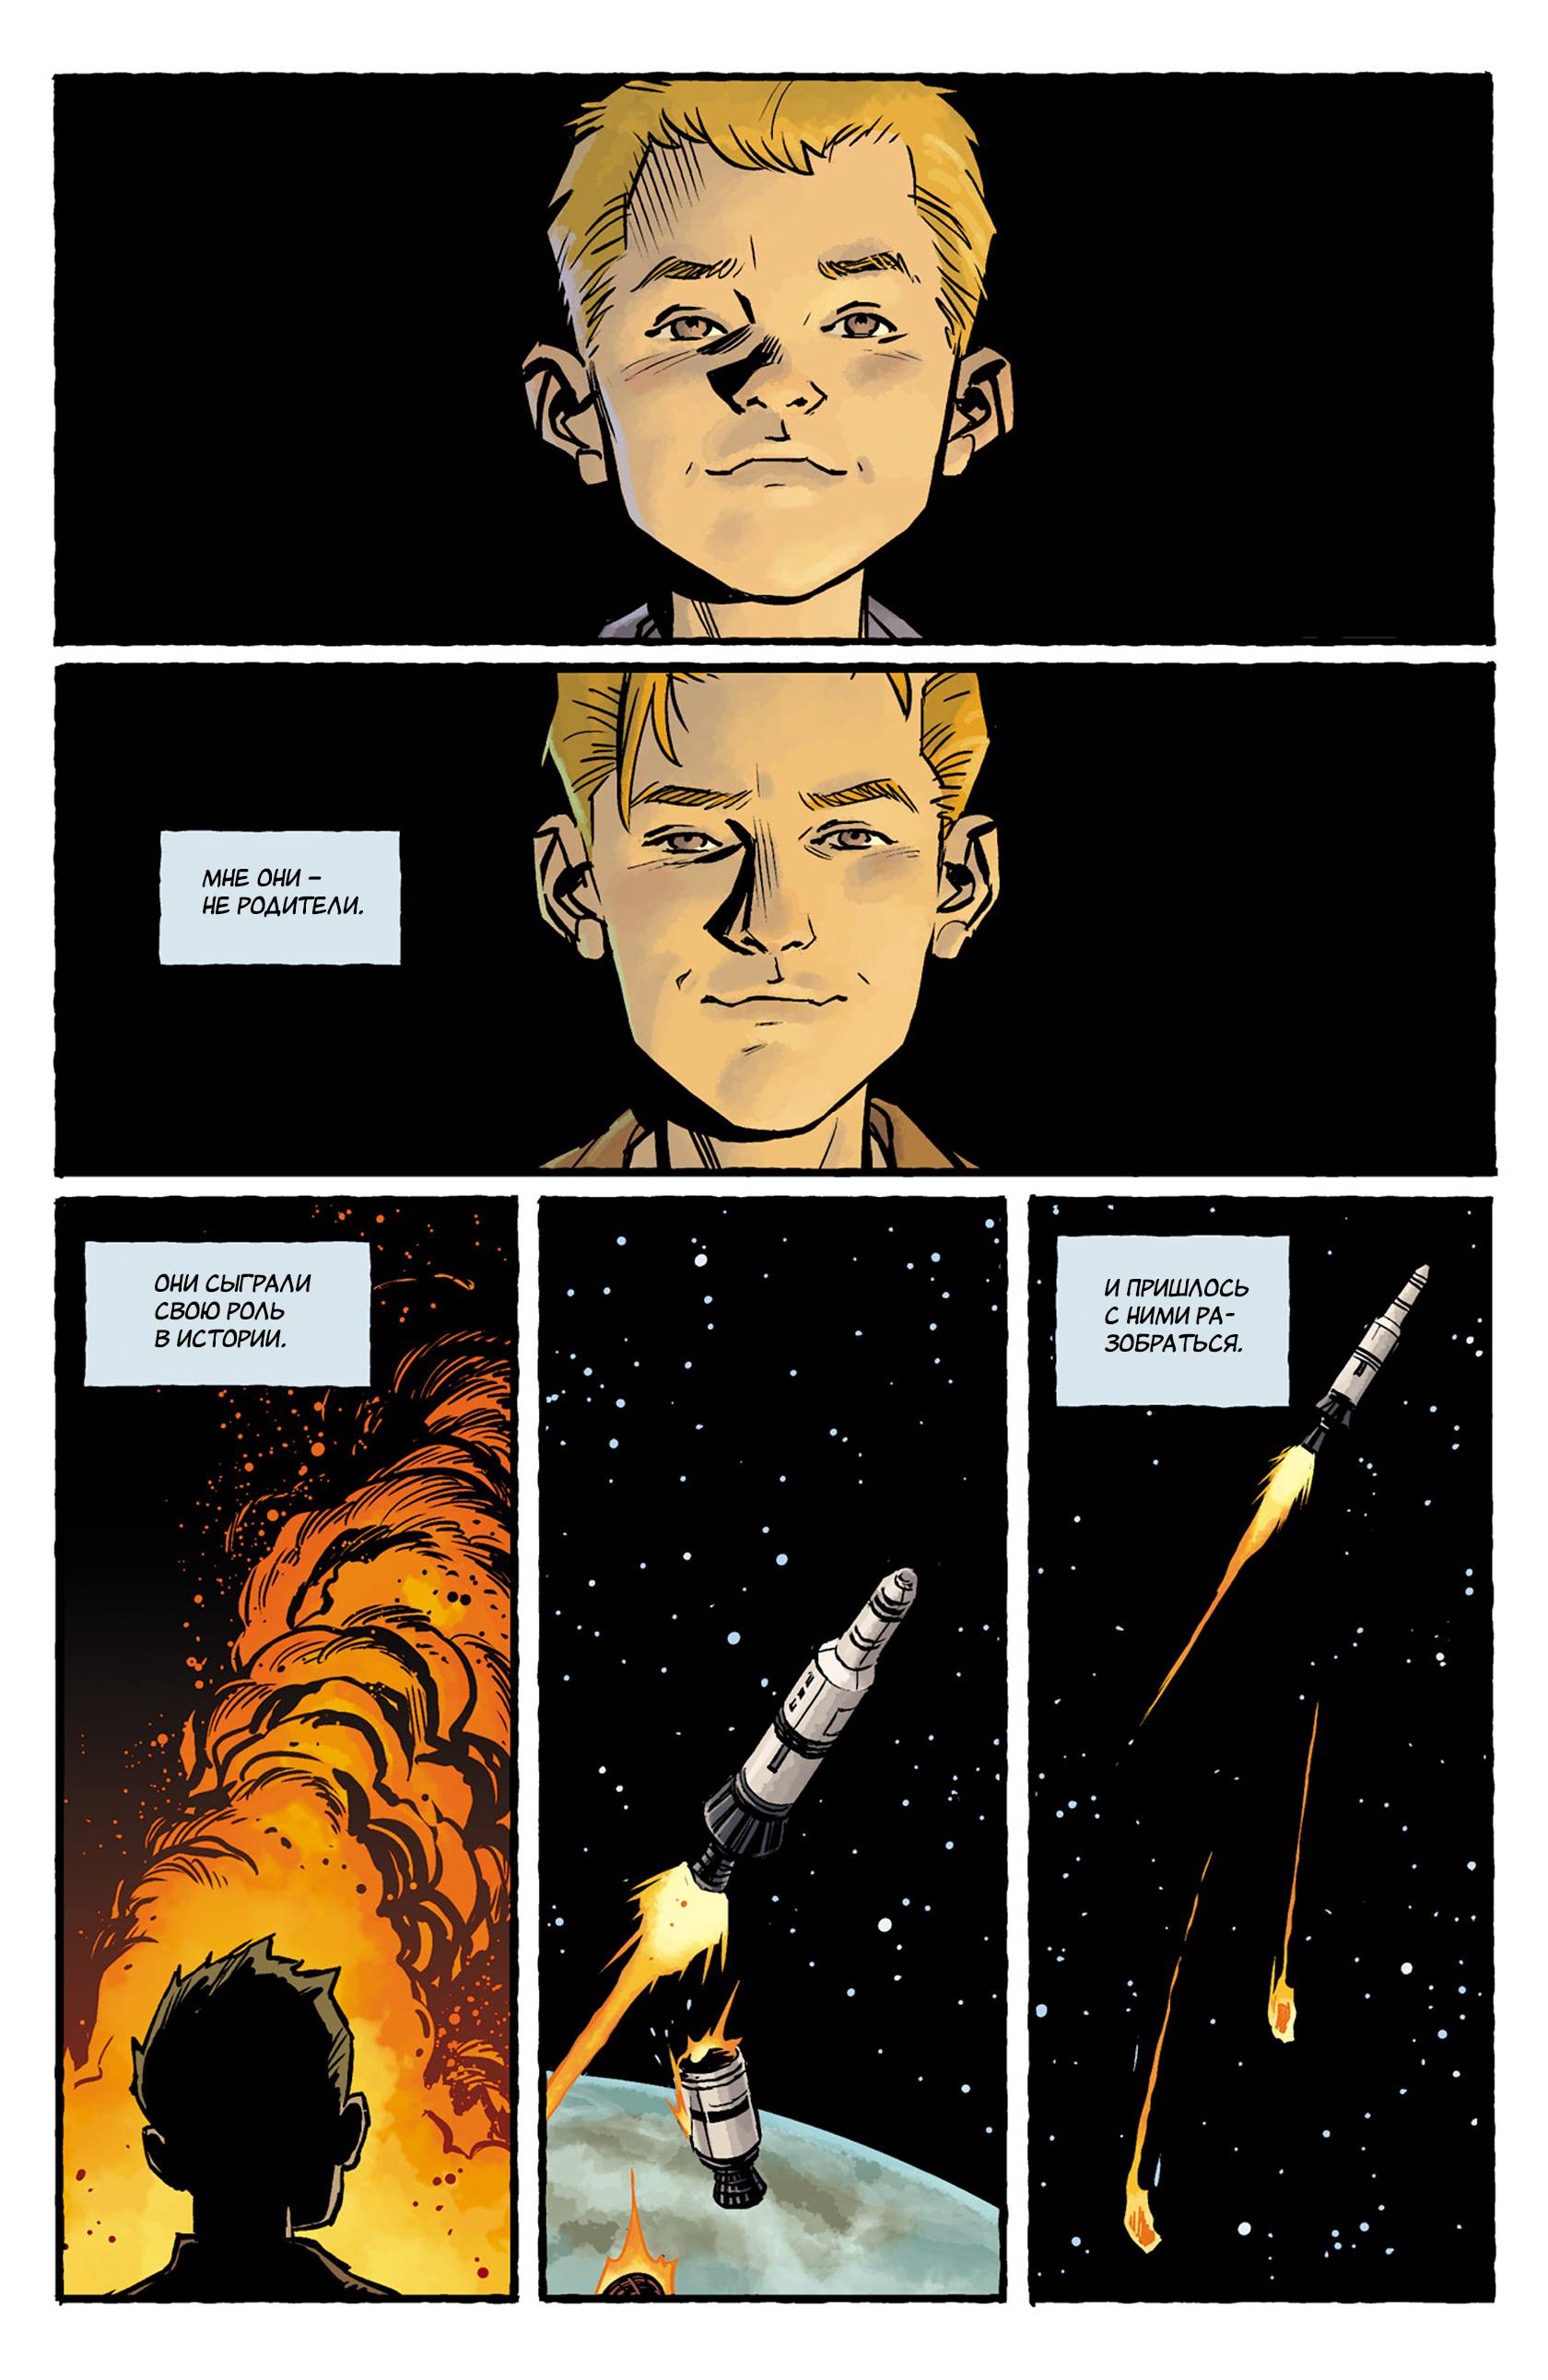 МНЕ ОНИ –
НЕ РОДИТЕЛИ.
ОНИ СЫГРАЛИ
СВОЮ РОЛЬ
В ИСТОРИИ.
И ПРИШЛОСЬ
С НИМИ РА-
ЗОБРАТЬСЯ.